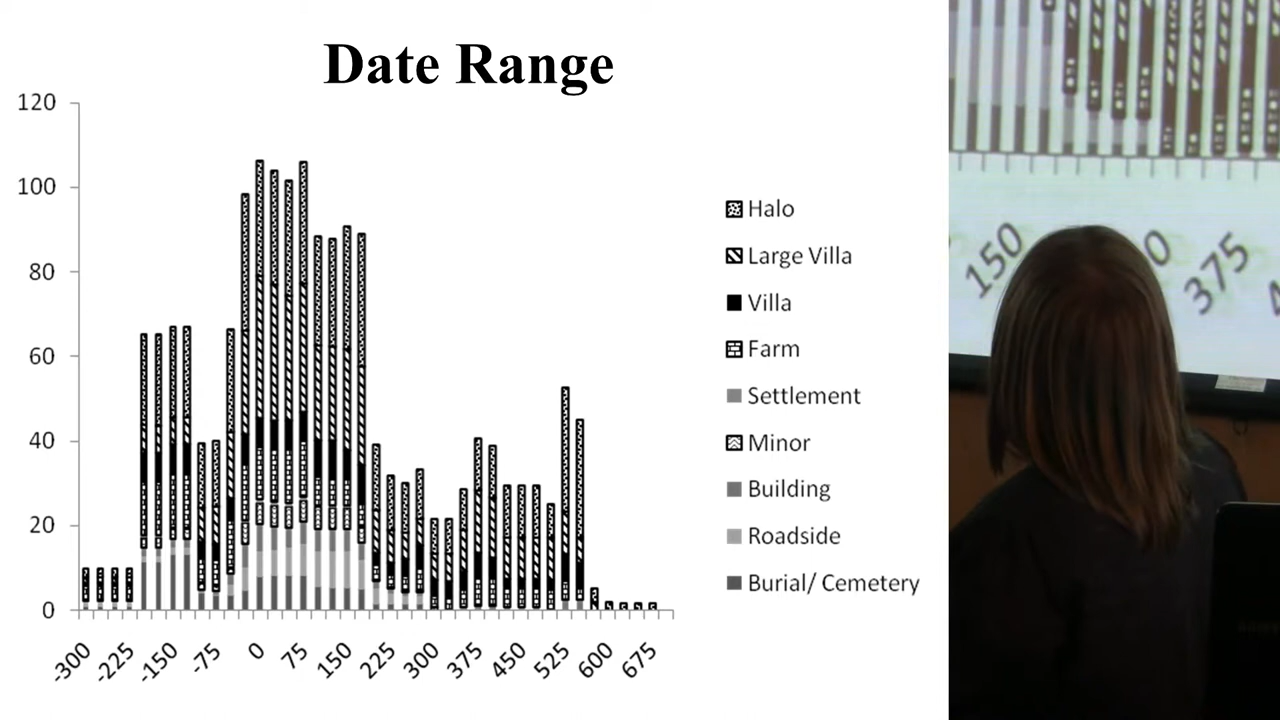 Date Range
120
100
80
60
40
20
0
-300
-225
-150
-75
0
75
150
225
300
375
450
525
600
675
Halo
Large Villa
Villa
Farm
Settlement
Minor
Building
Roadside
Burial/ Cemetery
150
0
375